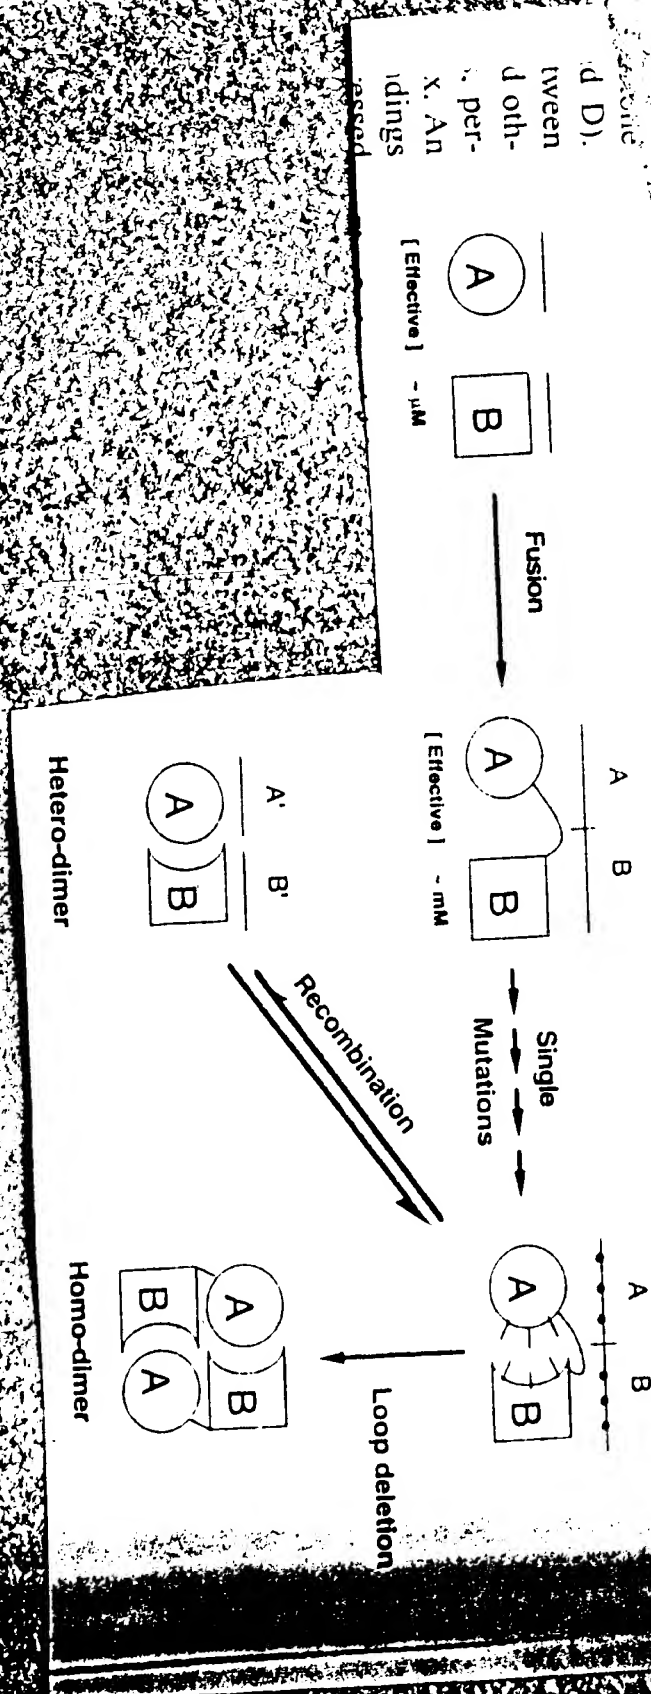 d D).
tween
d oth-
per-
x. An
dings
A
B
[ Effective ] ~ μM
Fusion
A B
A
B
[ Effective ] ~ mM
Single
Mutations
A B
A
B
A' B'
A
B
Hetero-dimer
Recombination
Loop deletion
A
B
B
A
Homo-dimer